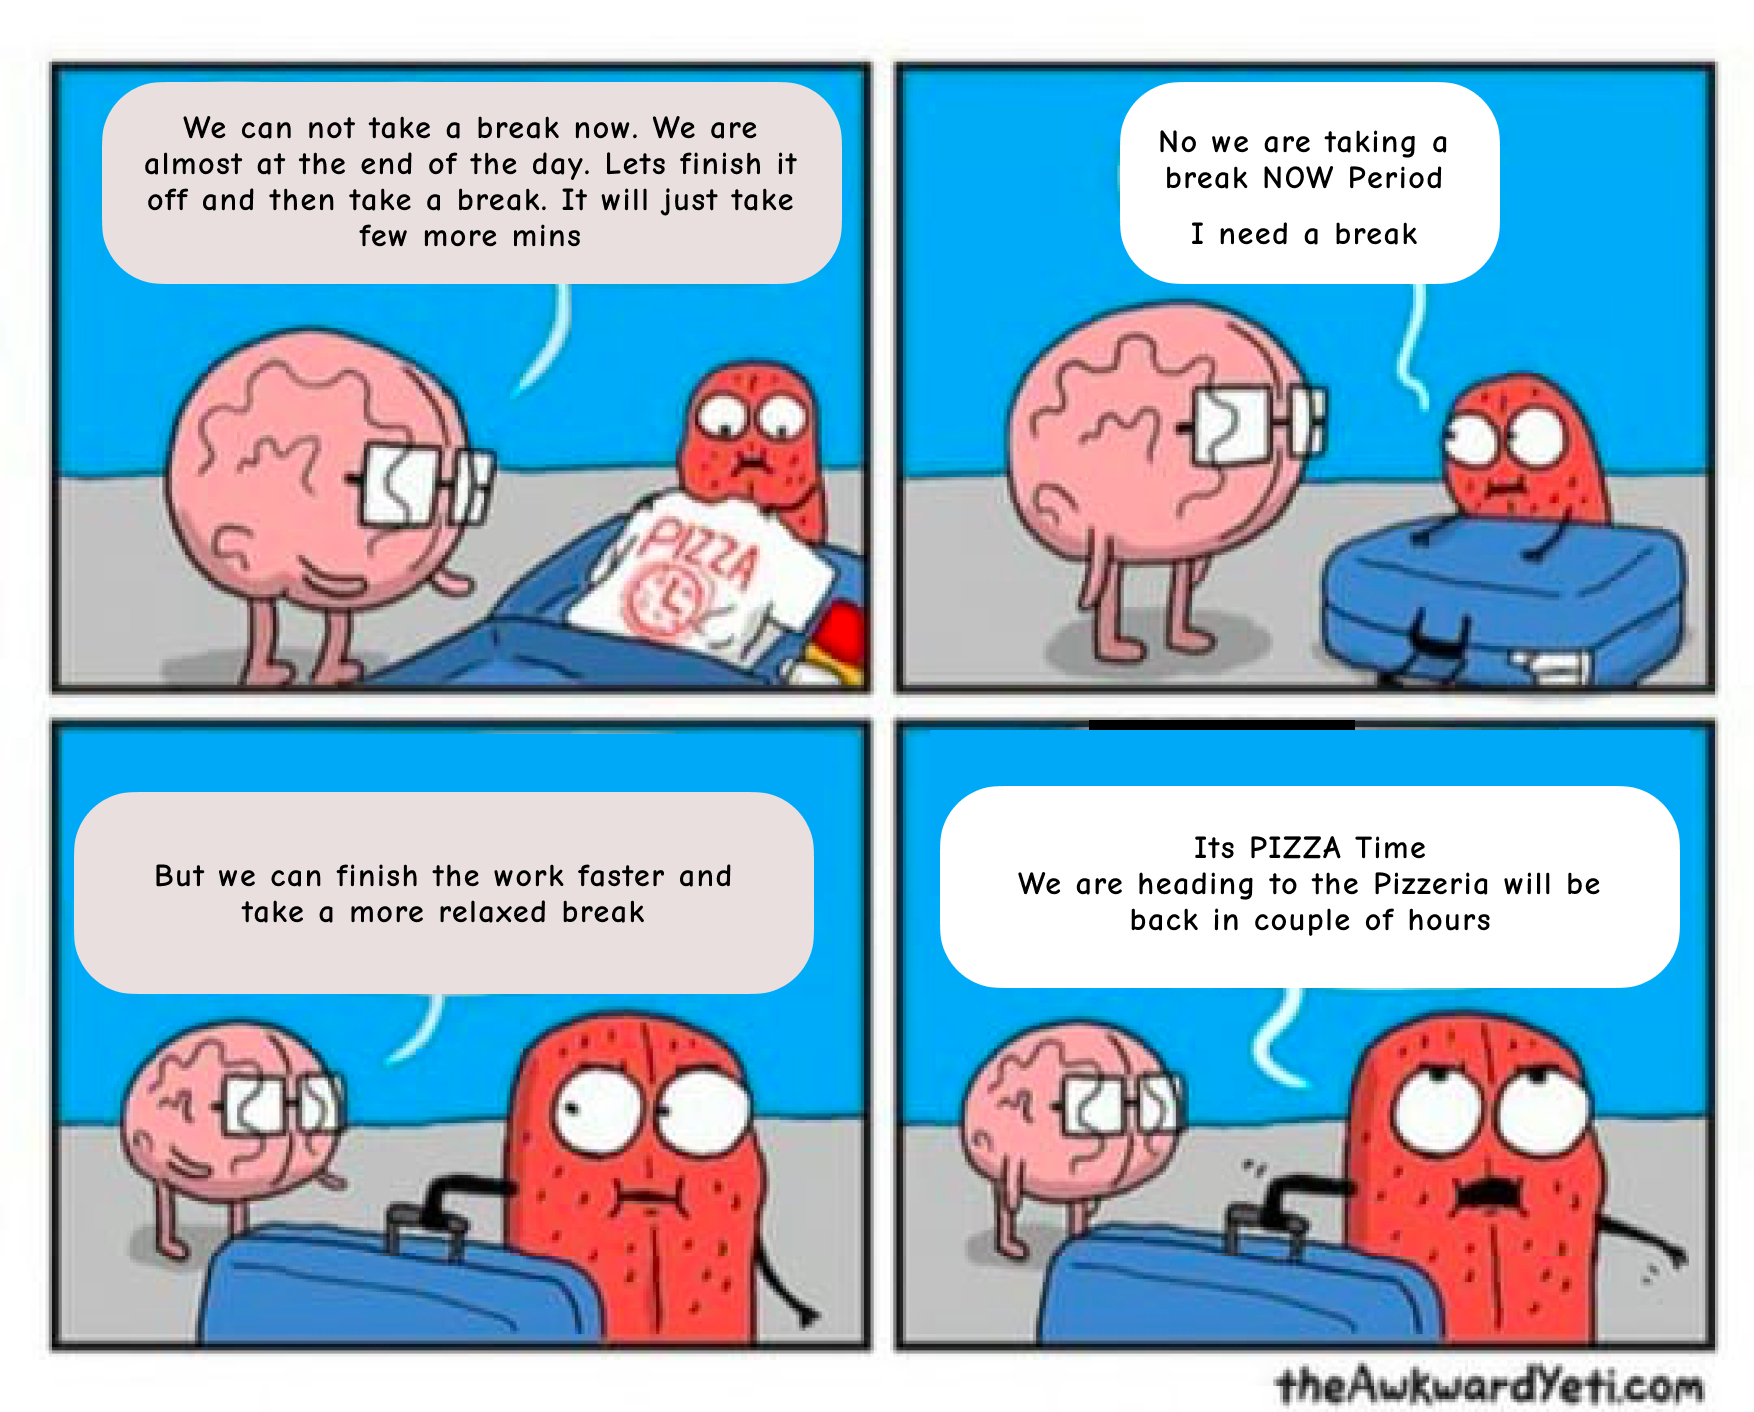 We can not take a break now. We are
almost at the end of the day. Lets finish it
off and then take a break. It will just take
few more mins
PIZZA
No we are taking a
break NOW Period
I need a break
But we can finish the work faster and
take a more relaxed break
Its PIZZA Time
We are heading to the Pizzeria will be
back in couple of hours
theAwkwardYeti.com